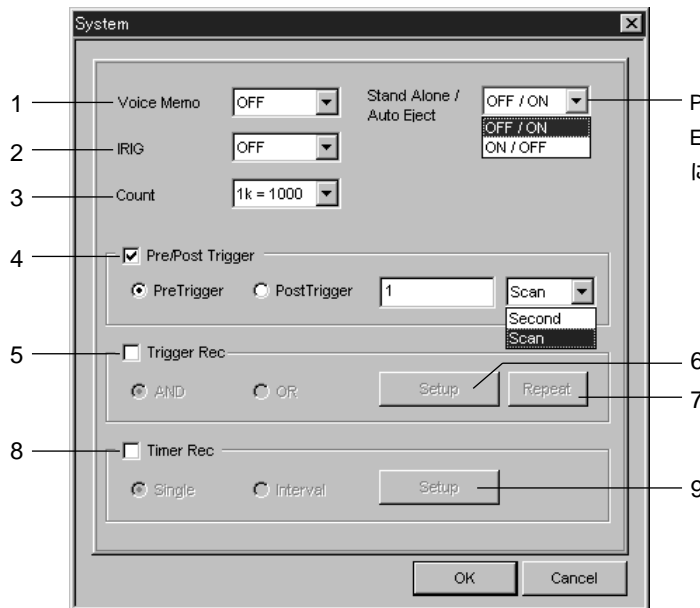 System
1 Voice Memo OFF Stand Alone / Auto Eject OFF / ON P
OFF / ON E
ON / OFF
2 IRIG OFF
3 Count 1k = 1000
4 Pre/Post Trigger
PreTrigger PostTrigger 1 Scan
Second
Scan
5 Trigger Rec 6
AND OR Setup Repeat 7
8 Timer Rec
Single Interval Setup 9
OK Cancel